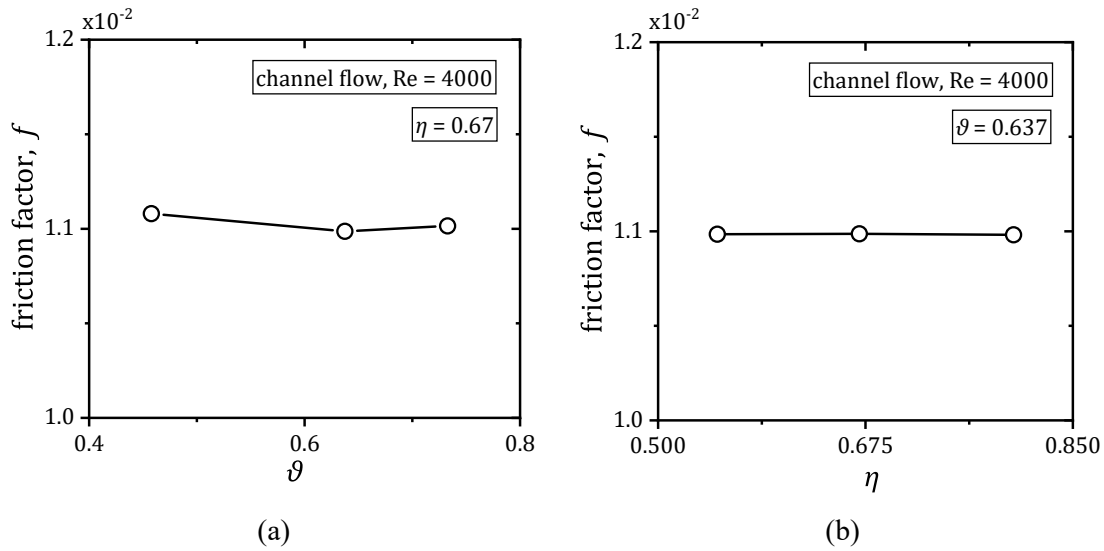 x10-2
1.2
channel flow, Re = 4000
η = 0.67
friction factor, f
1.1
1.0
0.4
0.6
0.8
ϑ
(a)
x10-2
1.2
channel flow, Re = 4000
ϑ = 0.637
friction factor, f
1.1
1.0
0.500
0.675
0.850
η
(b)